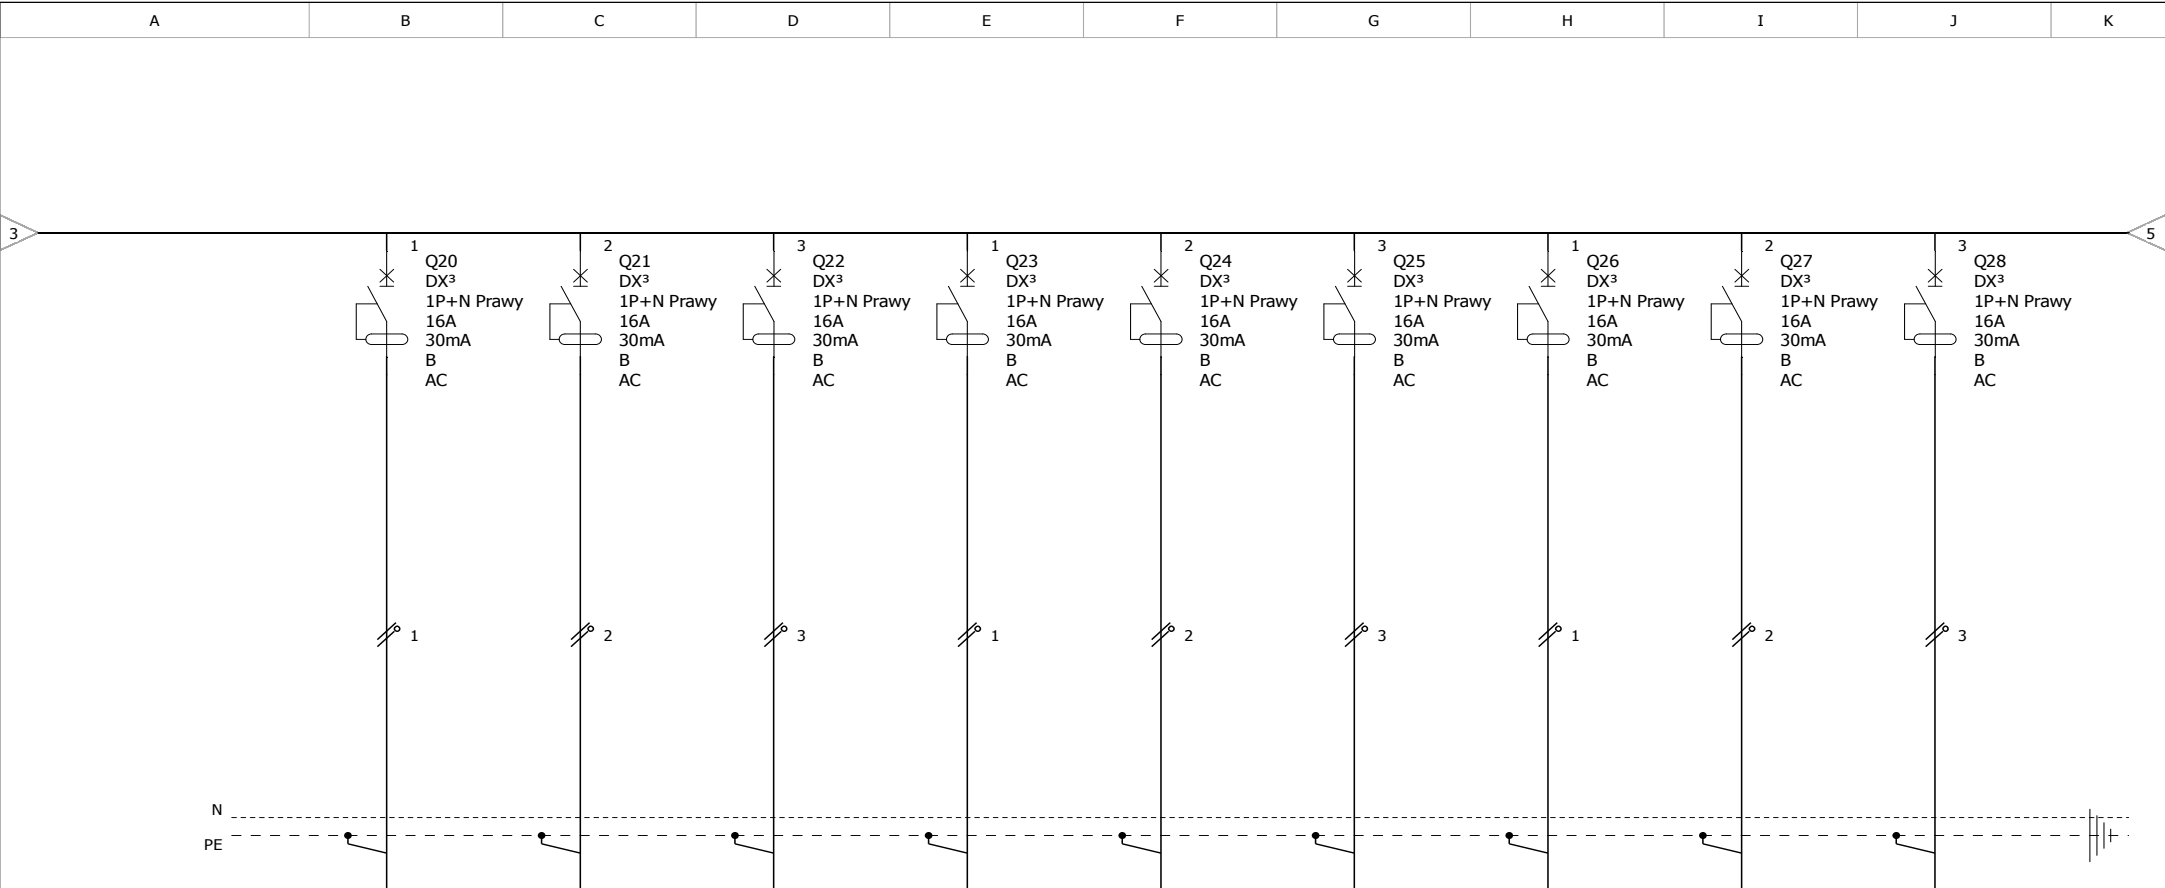 A B C D E F G H I J K
3 5
1 2 3 1 2 3 1 2 3
Q20 Q21 Q22 Q23 Q24 Q25 Q26 Q27 Q28
DX³ DX³ DX³ DX³ DX³ DX³ DX³ DX³ DX³
1P+N Prawy 1P+N Prawy 1P+N Prawy 1P+N Prawy 1P+N Prawy 1P+N Prawy 1P+N Prawy 1P+N Prawy 1P+N Prawy
16A 16A 16A 16A 16A 16A 16A 16A 16A
30mA 30mA 30mA 30mA 30mA 30mA 30mA 30mA 30mA
B B B B B B B B B
AC AC AC AC AC AC AC AC AC
1 2 3 1 2 3 1 2 3
N
PE